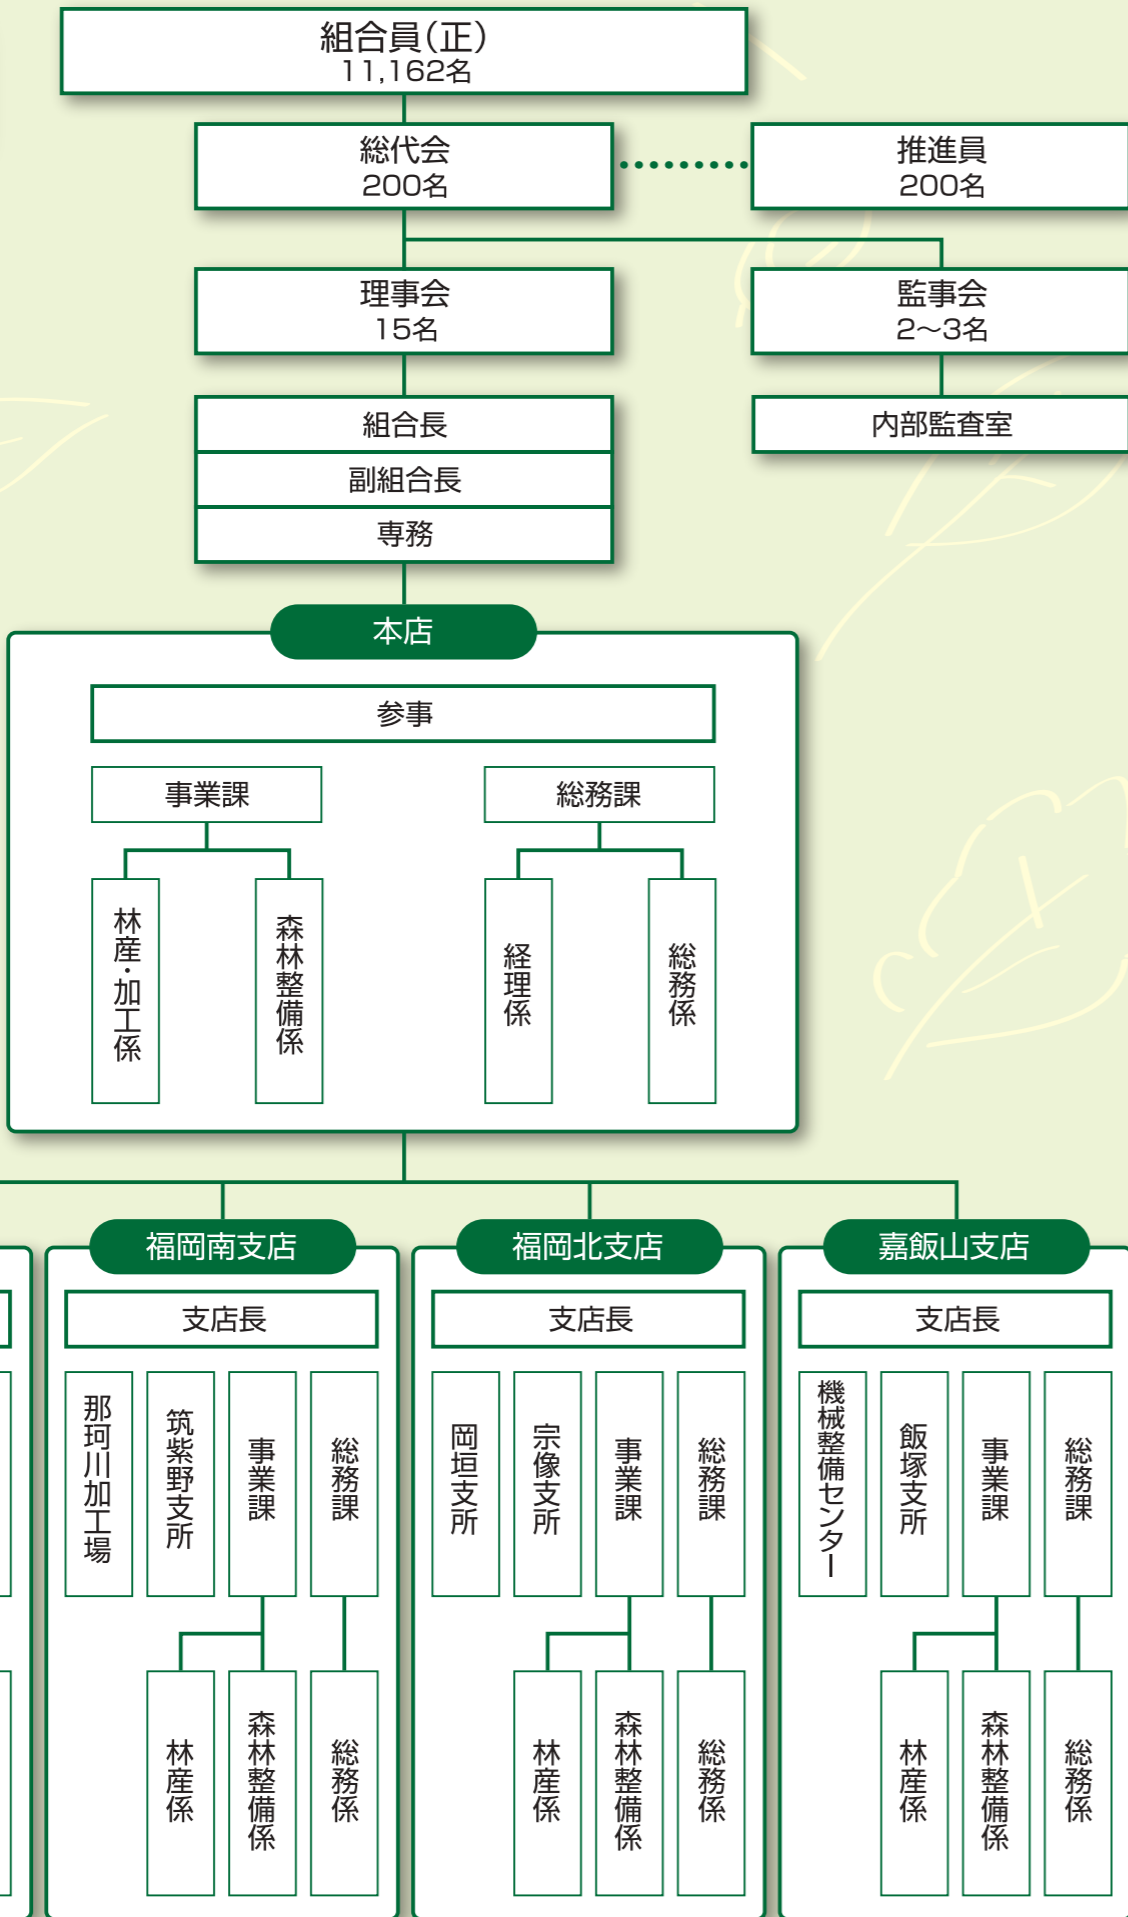 組合員(正)
11,162名
総代会
200名
推進員
200名
理事会
15名
監事会
2〜3名
組合長
副組合長
専務
内部監査室
本店
参事
事業課
総務課
林産・加工係
森林整備係
経理係
総務係
福岡南支店
支店長
那珂川加工場
筑紫野支所
事業課
総務課
林産係
森林整備係
総務係
福岡北支店
支店長
岡垣支所
宗像支所
事業課
総務課
林産係
森林整備係
総務係
嘉飯山支店
支店長
機械整備センター
飯塚支所
事業課
総務課
林産係
森林整備係
総務係